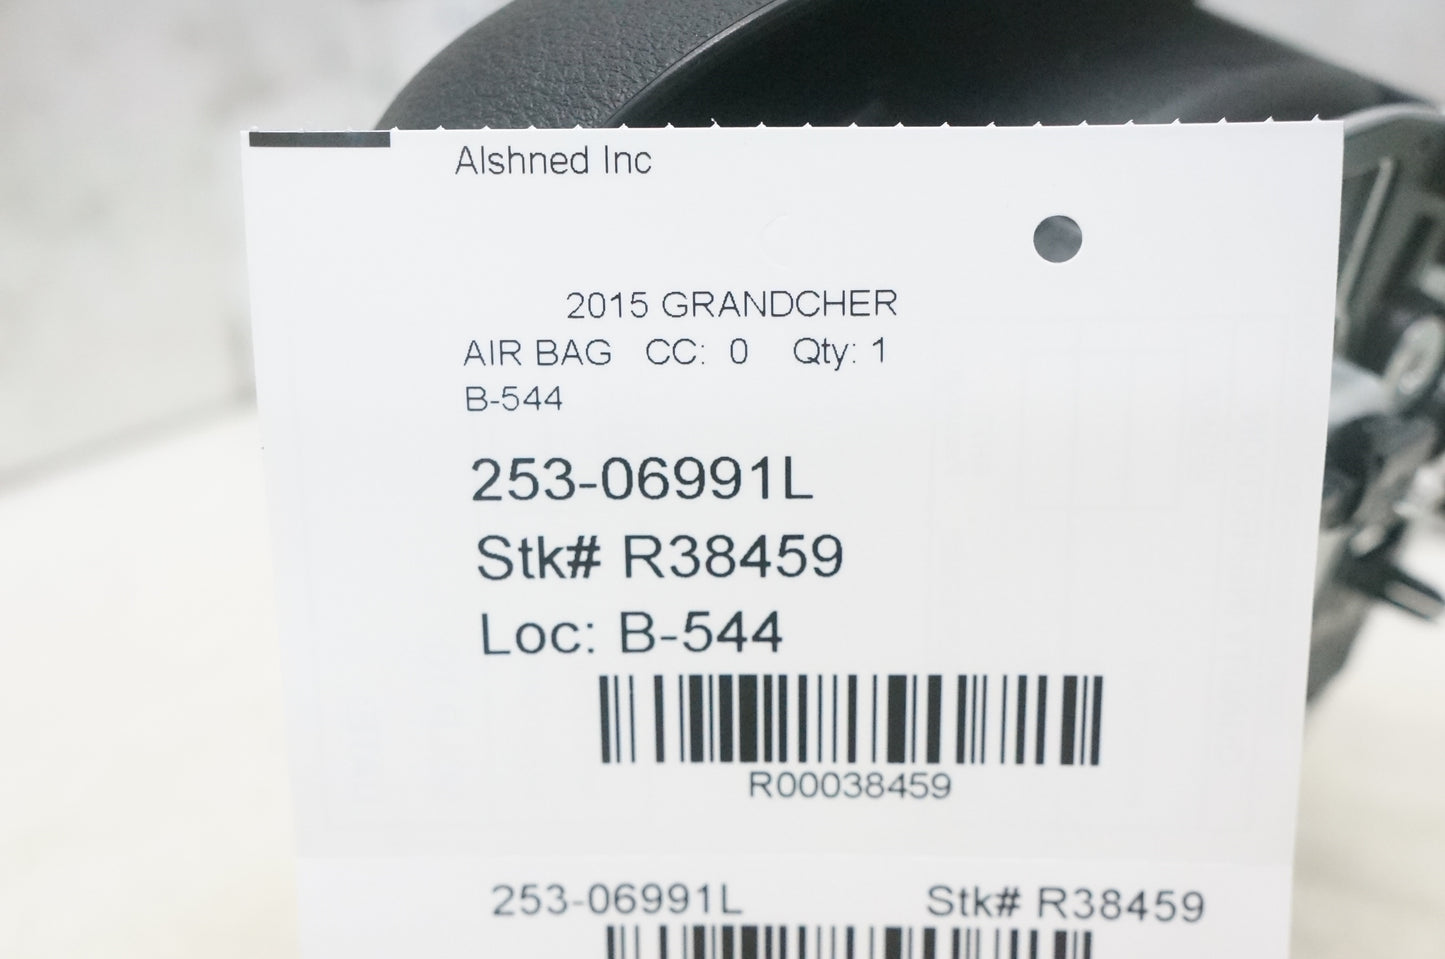 Alshned Inc
2015 GRANDCHER
AIR BAG CC: 0 Qty: 1
B-544
253-06991L
Stk# R38459
Loc: B-544
R00038459
253-06991L Stk# R38459